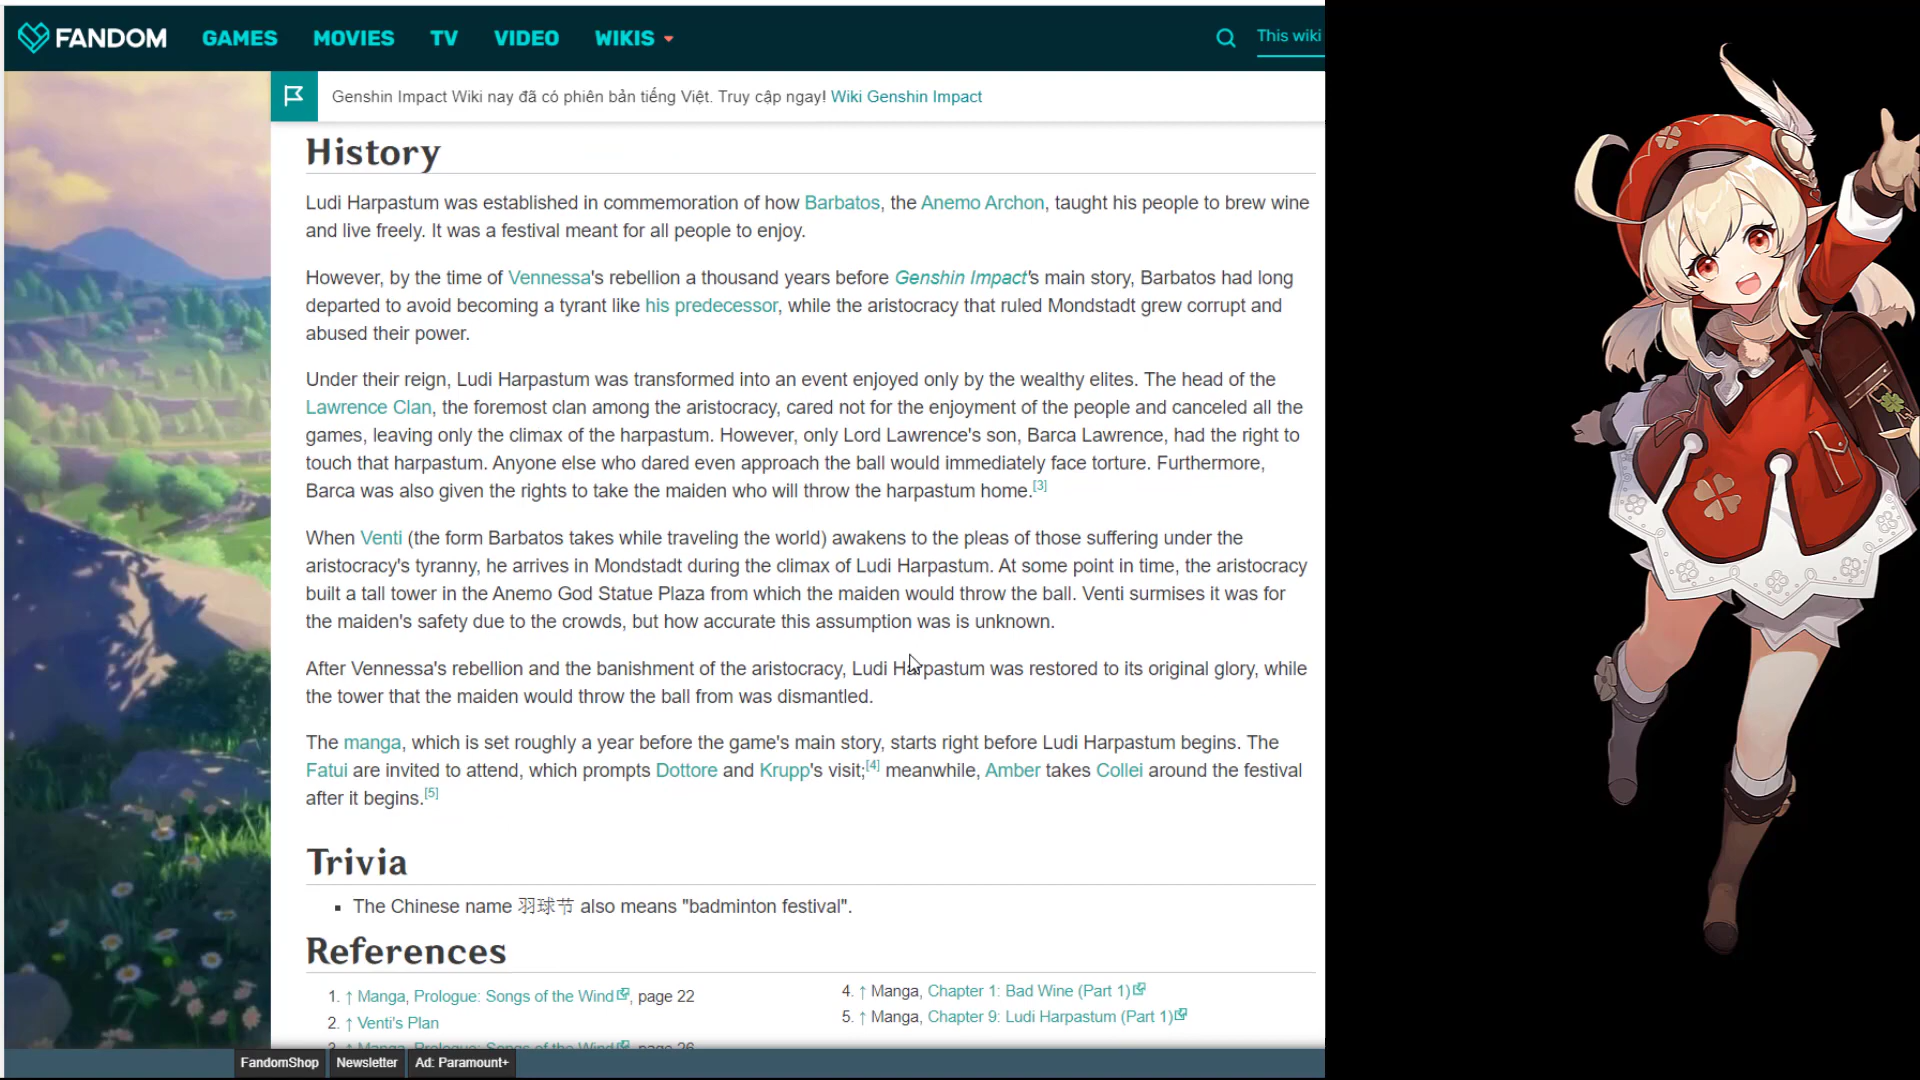 FANDOM GAMES MOVIES TV VIDEO WIKIS This wiki
Genshin Impact Wiki nay đã có phiên bản tiếng Việt. Truy cập ngay! Wiki Genshin Impact
History
Ludi Harpastum was established in commemoration of how Barbatos, the Anemo Archon, taught his people to brew wine
and live freely. It was a festival meant for all people to enjoy.
However, by the time of Vennessa's rebellion a thousand years before Genshin Impact's main story, Barbatos had long
departed to avoid becoming a tyrant like his predecessor, while the aristocracy that ruled Mondstadt grew corrupt and
abused their power.
Under their reign, Ludi Harpastum was transformed into an event enjoyed only by the wealthy elites. The head of the
Lawrence Clan, the foremost clan among the aristocracy, cared not for the enjoyment of the people and canceled all the
games, leaving only the climax of the harpastum. However, only Lord Lawrence's son, Barca Lawrence, had the right to
touch that harpastum. Anyone else who dared even approach the ball would immediately face torture. Furthermore,
Barca was also given the rights to take the maiden who will throw the harpastum home.[3]
When Venti (the form Barbatos takes while traveling the world) awakens to the pleas of those suffering under the
aristocracy's tyranny, he arrives in Mondstadt during the climax of Ludi Harpastum. At some point in time, the aristocracy
built a tall tower in the Anemo God Statue Plaza from which the maiden would throw the ball. Venti surmises it was for
the maiden's safety due to the crowds, but how accurate this assumption was is unknown.
After Vennessa's rebellion and the banishment of the aristocracy, Ludi Harpastum was restored to its original glory, while
the tower that the maiden would throw the ball from was dismantled.
The manga, which is set roughly a year before the game's main story, starts right before Ludi Harpastum begins. The
Fatui are invited to attend, which prompts Dottore and Krupp's visit;[4] meanwhile, Amber takes Collei around the festival
after it begins.[5]
Trivia
▪ The Chinese name 羽球节 also means "badminton festival".
References
1. ↑ Manga, Prologue: Songs of the Wind, page 22
2. ↑ Venti's Plan
3. ↑ Manga, Prologue: Songs of the Wind, page 26
4. ↑ Manga, Chapter 1: Bad Wine (Part 1)
5. ↑ Manga, Chapter 9: Ludi Harpastum (Part 1)
FandomShop Newsletter Ad: Paramount+